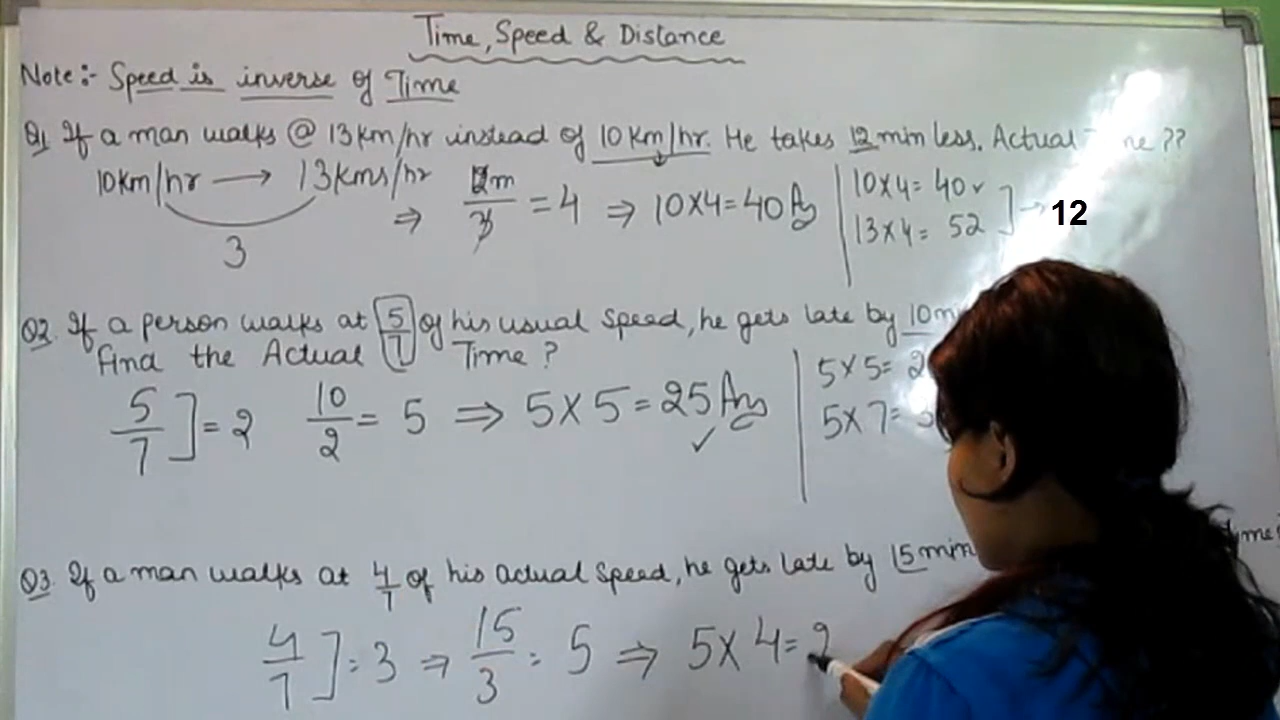 Time, Speed & Distance
Note:- Speed is inverse of Time
Q1 If a man walks @ 13km/hr instead of 10 Km/hr. He takes 12 min less. Actual ??
10km/hr → 13kms/hr
3
⇒ 12m/3 = 4 ⇒ 10×4=40 Ans
10×4= 40
13×4= 52
→ 12
Q2. If a person walks at 5/7 of his usual speed, he gets late by 10
Find the Actual Time ?
5/7 ] = 2 10/2 = 5 ⇒ 5×5=25 Ans ✓
5×5=
5×7=
Q3. If a man walks at 4/7 of his actual speed, he gets late by 15 min
4/7 ] = 3 ⇒ 15/3 = 5 ⇒ 5×4= 2